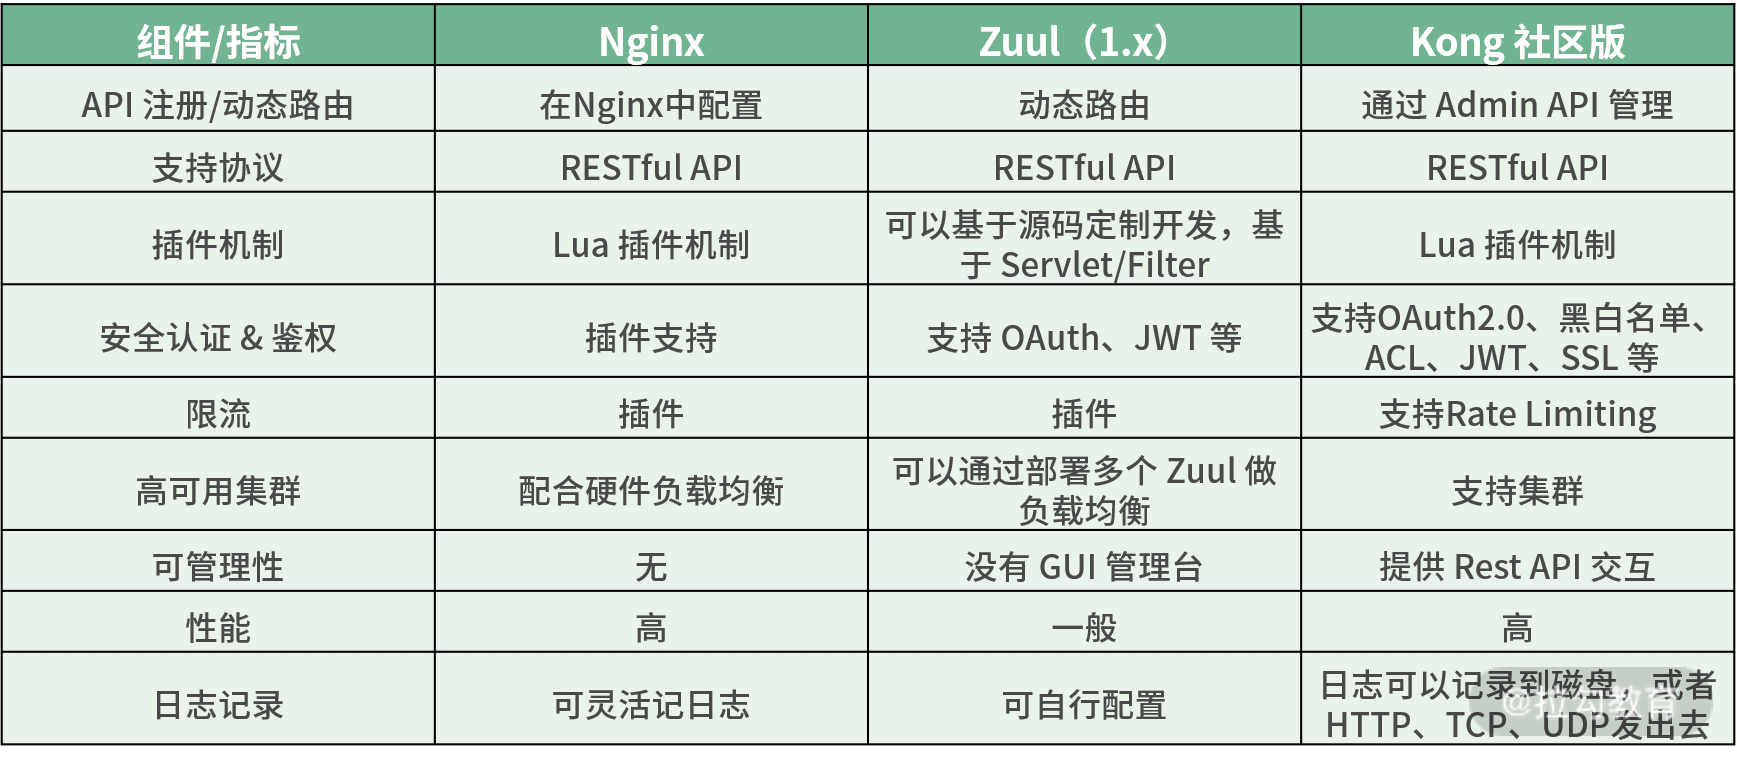 组件/指标
Nginx
Zuul（1.x）
Kong 社区版
API 注册/动态路由
在Nginx中配置
动态路由
通过 Admin API 管理
支持协议
RESTful API
RESTful API
RESTful API
插件机制
Lua 插件机制
可以基于源码定制开发，基
于 Servlet/Filter
Lua 插件机制
安全认证 & 鉴权
插件支持
支持 OAuth、JWT 等
支持OAuth2.0、黑白名单、
ACL、JWT、SSL 等
限流
插件
插件
支持Rate Limiting
高可用集群
配合硬件负载均衡
可以通过部署多个 Zuul 做
负载均衡
支持集群
可管理性
无
没有 GUI 管理台
提供 Rest API 交互
性能
高
一般
高
日志记录
可灵活记日志
可自行配置
日志可以记录到磁盘，或者
HTTP、TCP、UDP发出去
@拉勾教育